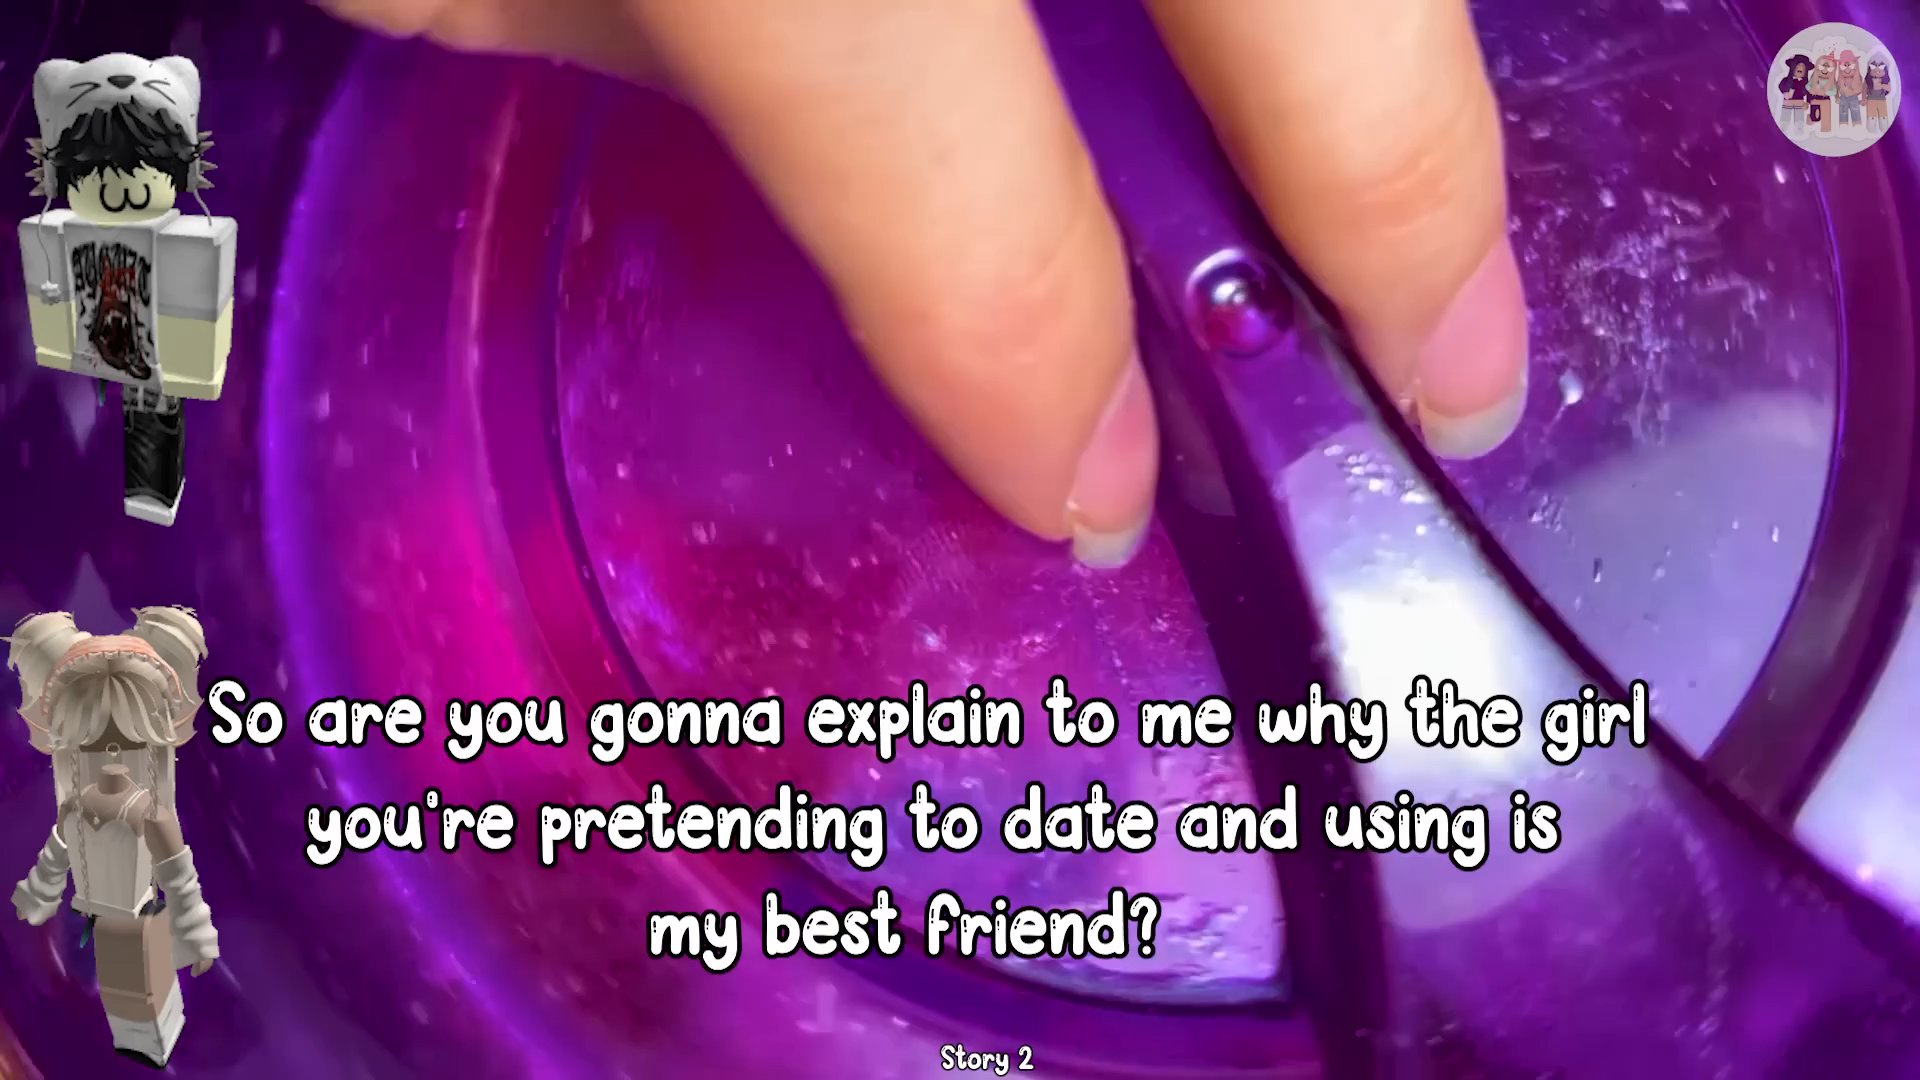 So are you gonna explain to me why the girl
you're pretending to date and using is
my best friend?
Story 2